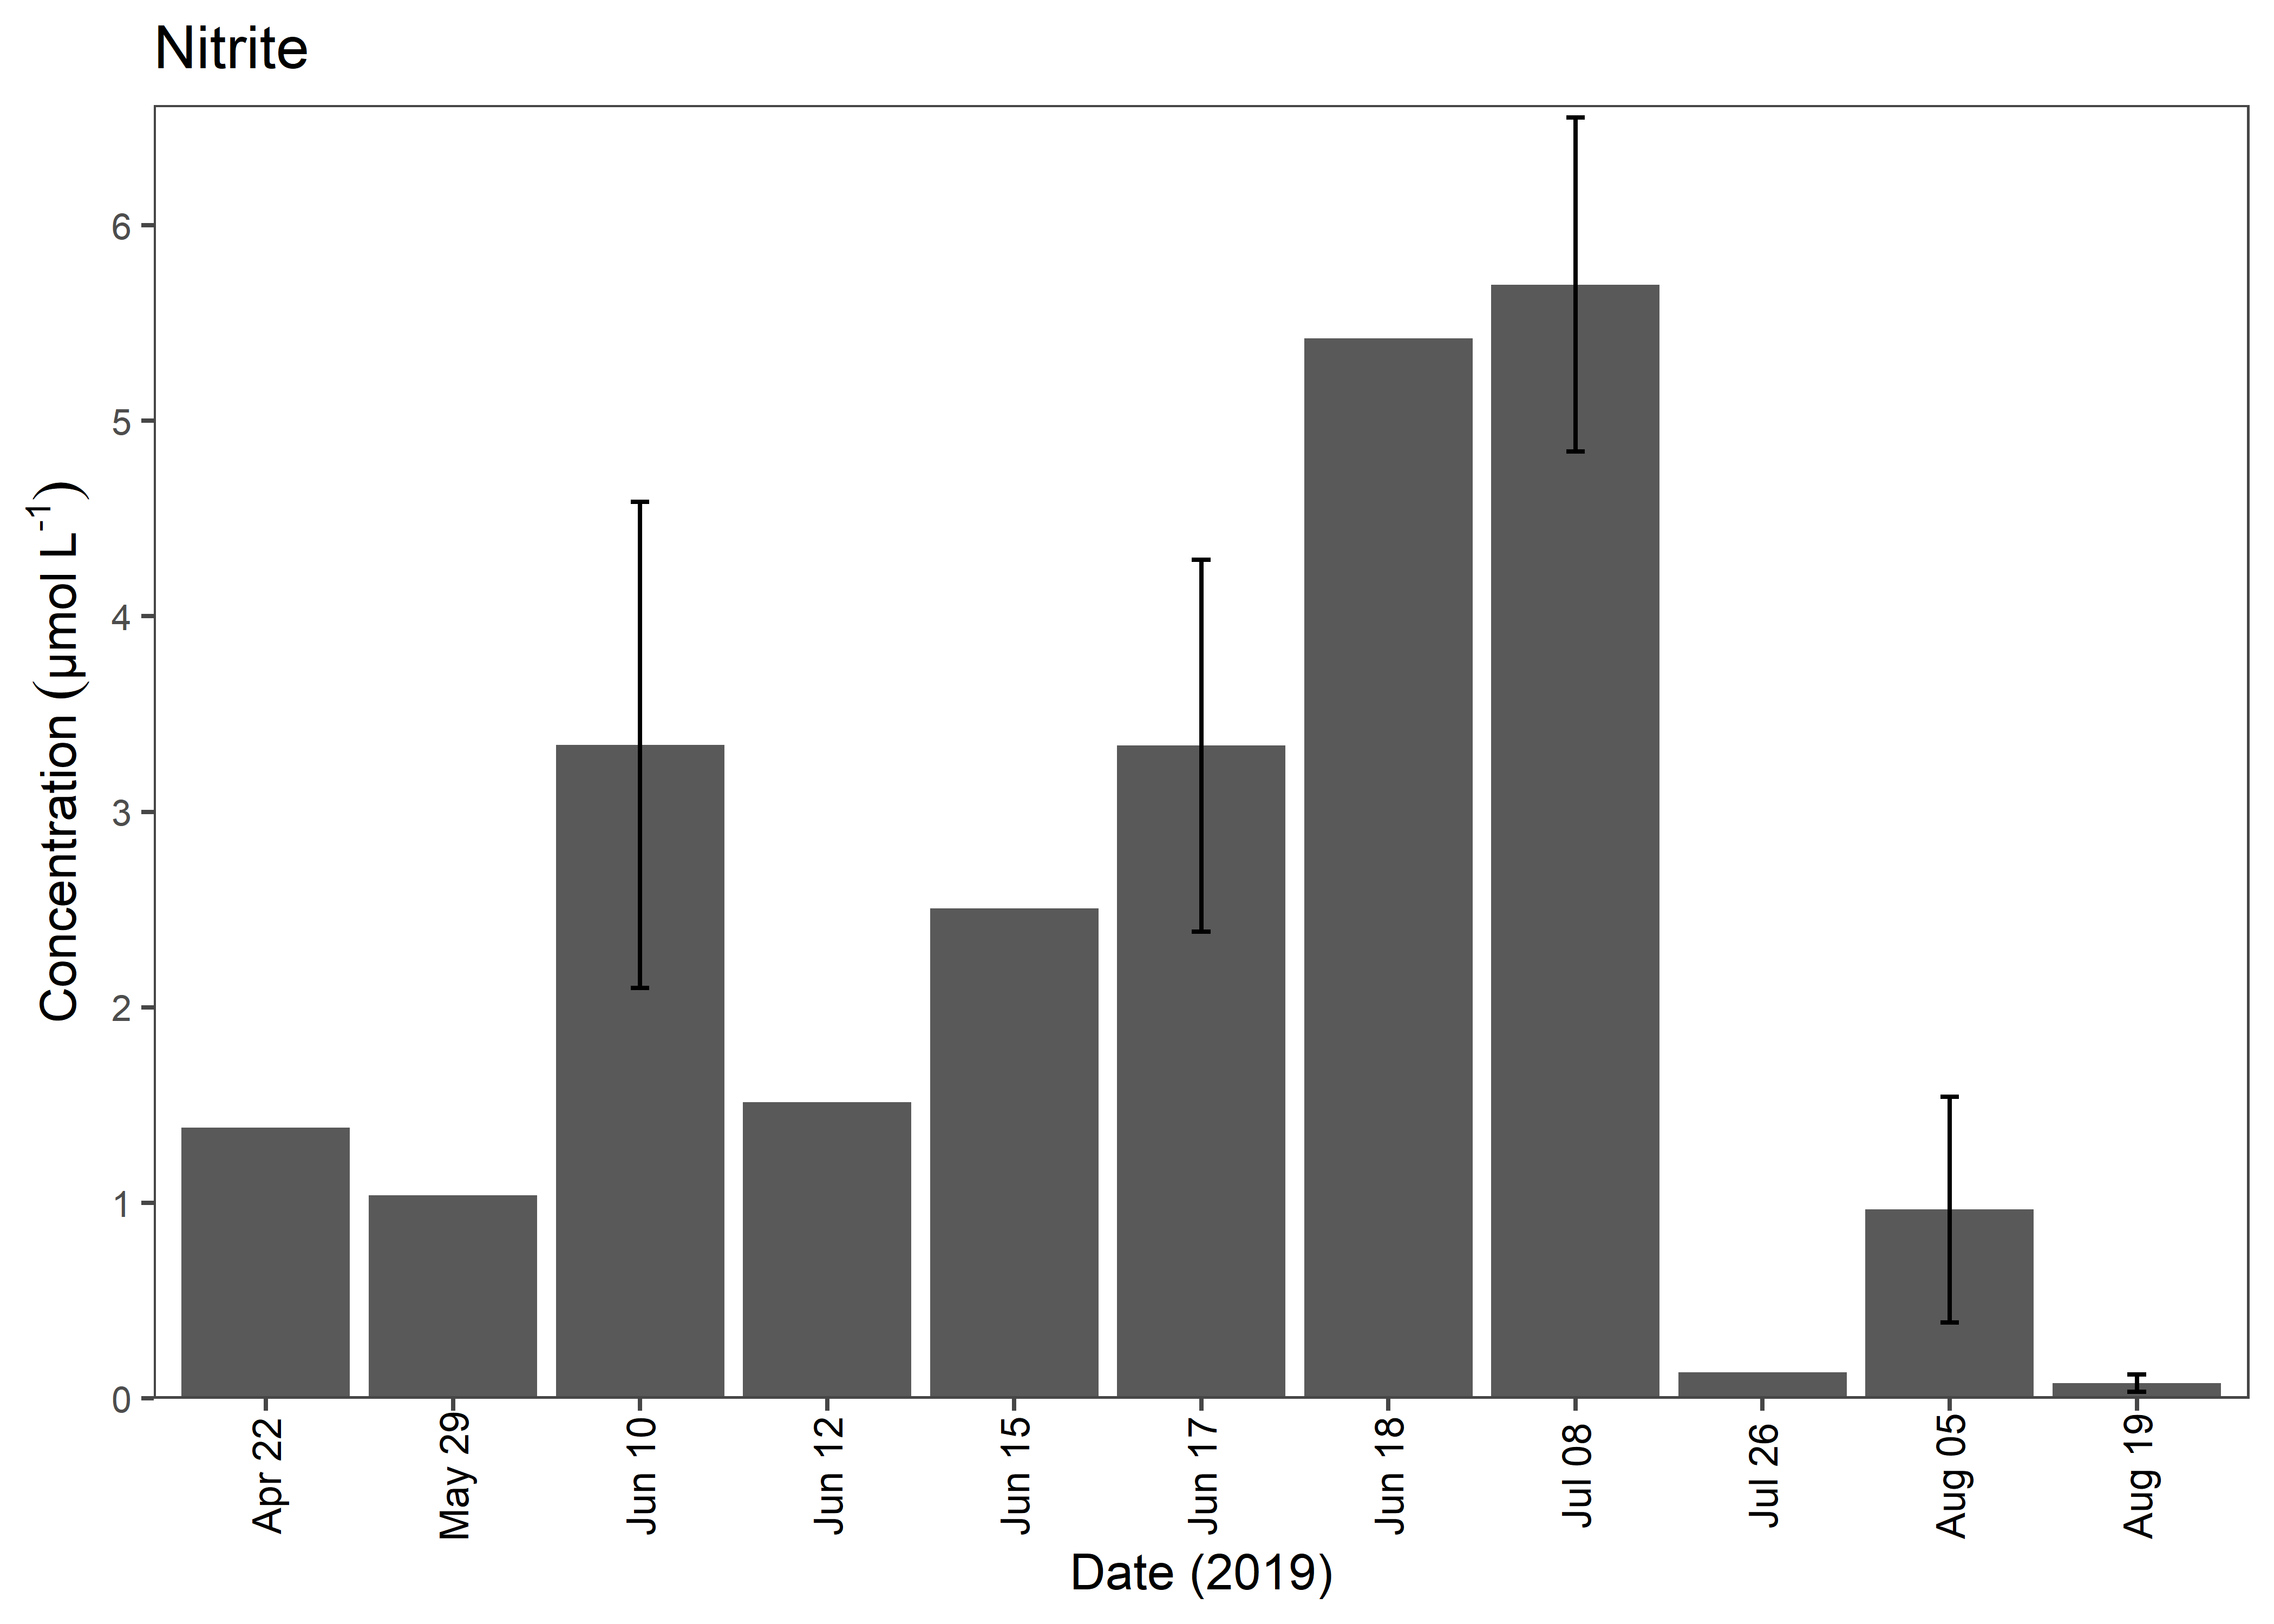 Nitrite
Concentration (µmol L⁻¹)
6
5
4
3
2
1
0
Apr 22
May 29
Jun 10
Jun 12
Jun 15
Jun 17
Jun 18
Jul 08
Jul 26
Aug 05
Aug 19
Date (2019)